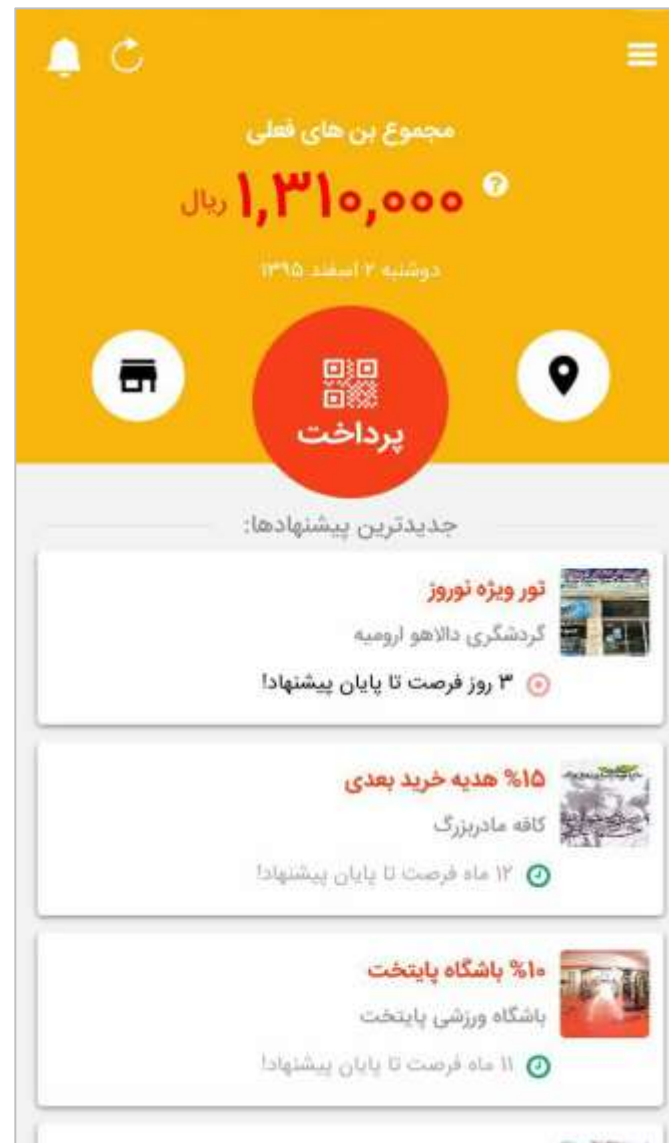 مجموع بن های فعلی
۱,۳۱۰,۰۰۰ ریال
دوشنبه ۲ اسفند ۱۳۹۵
پرداخت
جدیدترین پیشنهادها:
تور ویژه نوروز
گردشگری دالاهو ارومیه
۳ روز فرصت تا پایان پیشنهاد!
۱۵% هدیه خرید بعدی
کافه مادربزرگ
۱۲ ماه فرصت تا پایان پیشنهاد!
۱۰% باشگاه پایتخت
باشگاه ورزشی پایتخت
۱۱ ماه فرصت تا پایان پیشنهاد!